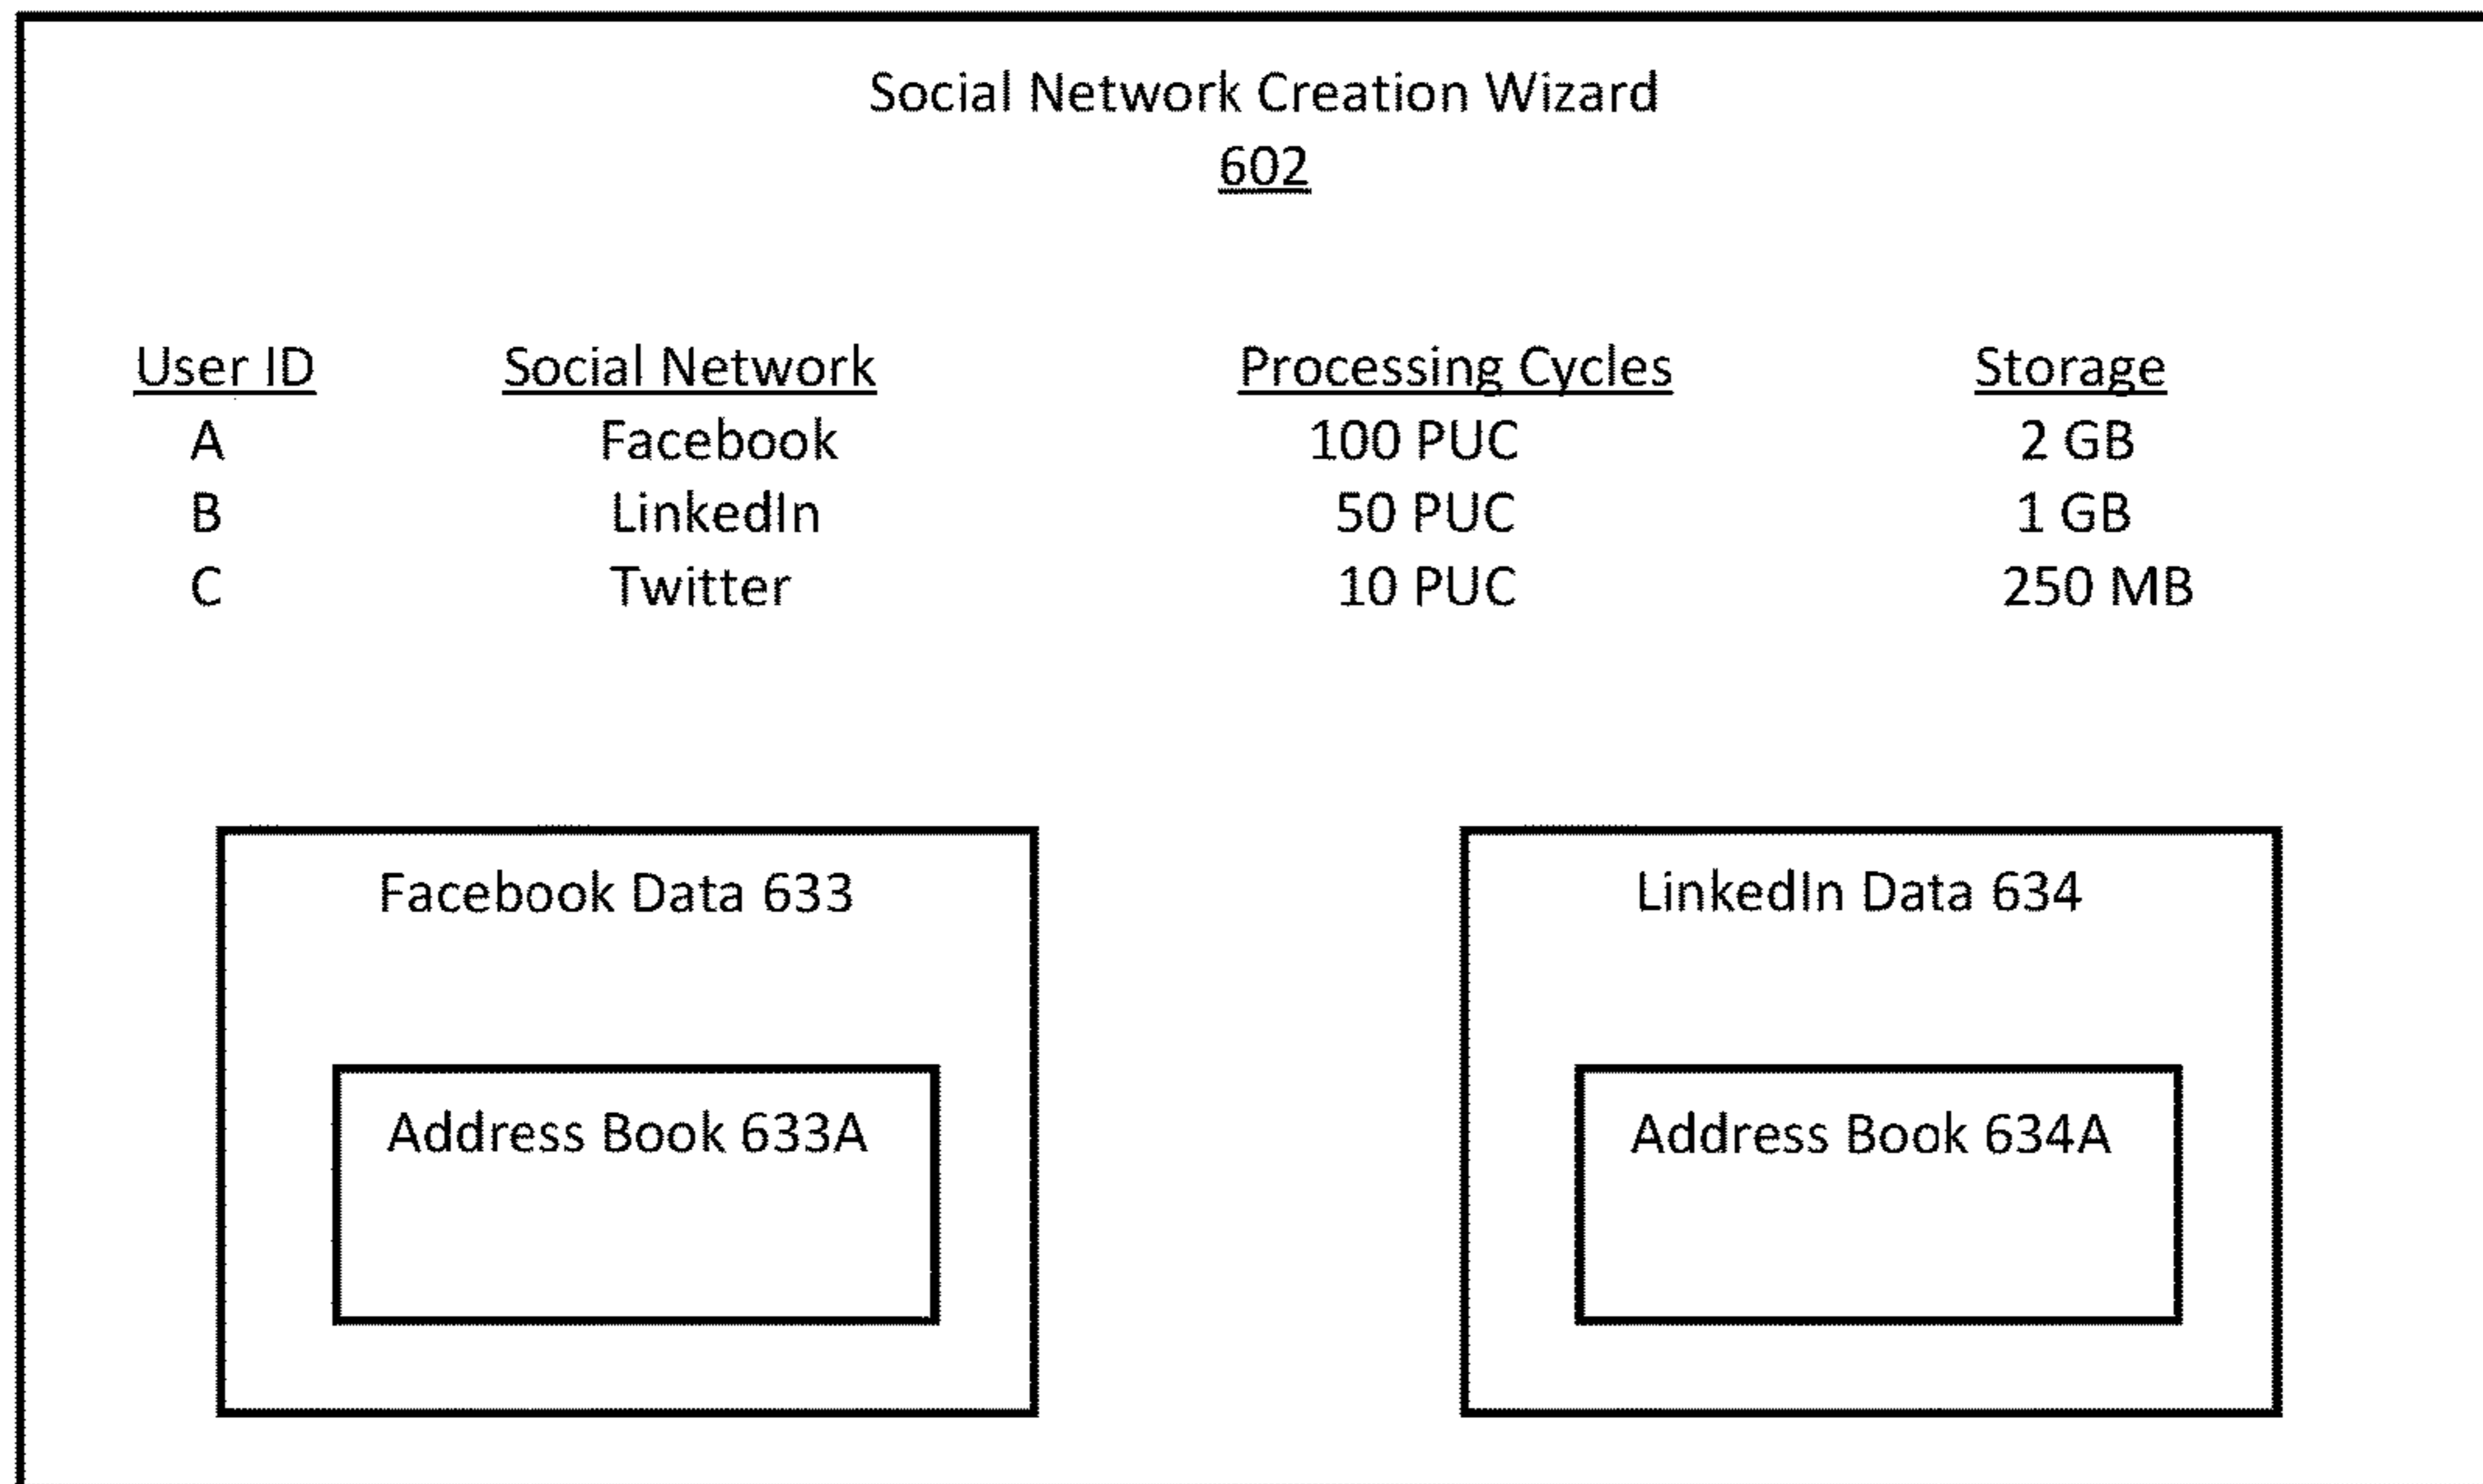 Social Network Creation Wizard
602
User ID Social Network Processing Cycles Storage
A Facebook 100 PUC 2 GB
B LinkedIn 50 PUC 1 GB
C Twitter 10 PUC 250 MB
Facebook Data 633 LinkedIn Data 634
Address Book 633A Address Book 634A